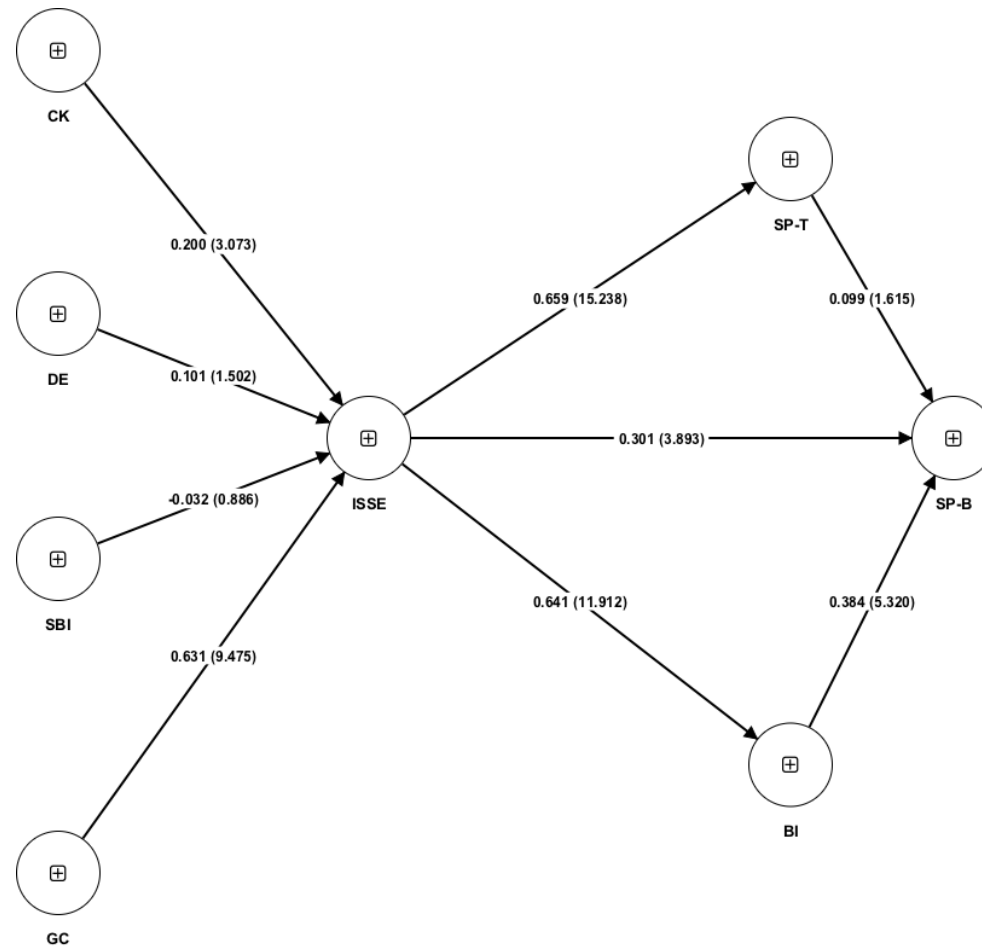 CK
SP-T
0.200 (3.073)
0.659 (15.238)
0.099 (1.615)
DE
0.101 (1.502)
0.301 (3.893)
-0.032 (0.886)
ISSE
SP-B
SBI
0.641 (11.912)
0.384 (5.320)
0.631 (9.475)
BI
GC